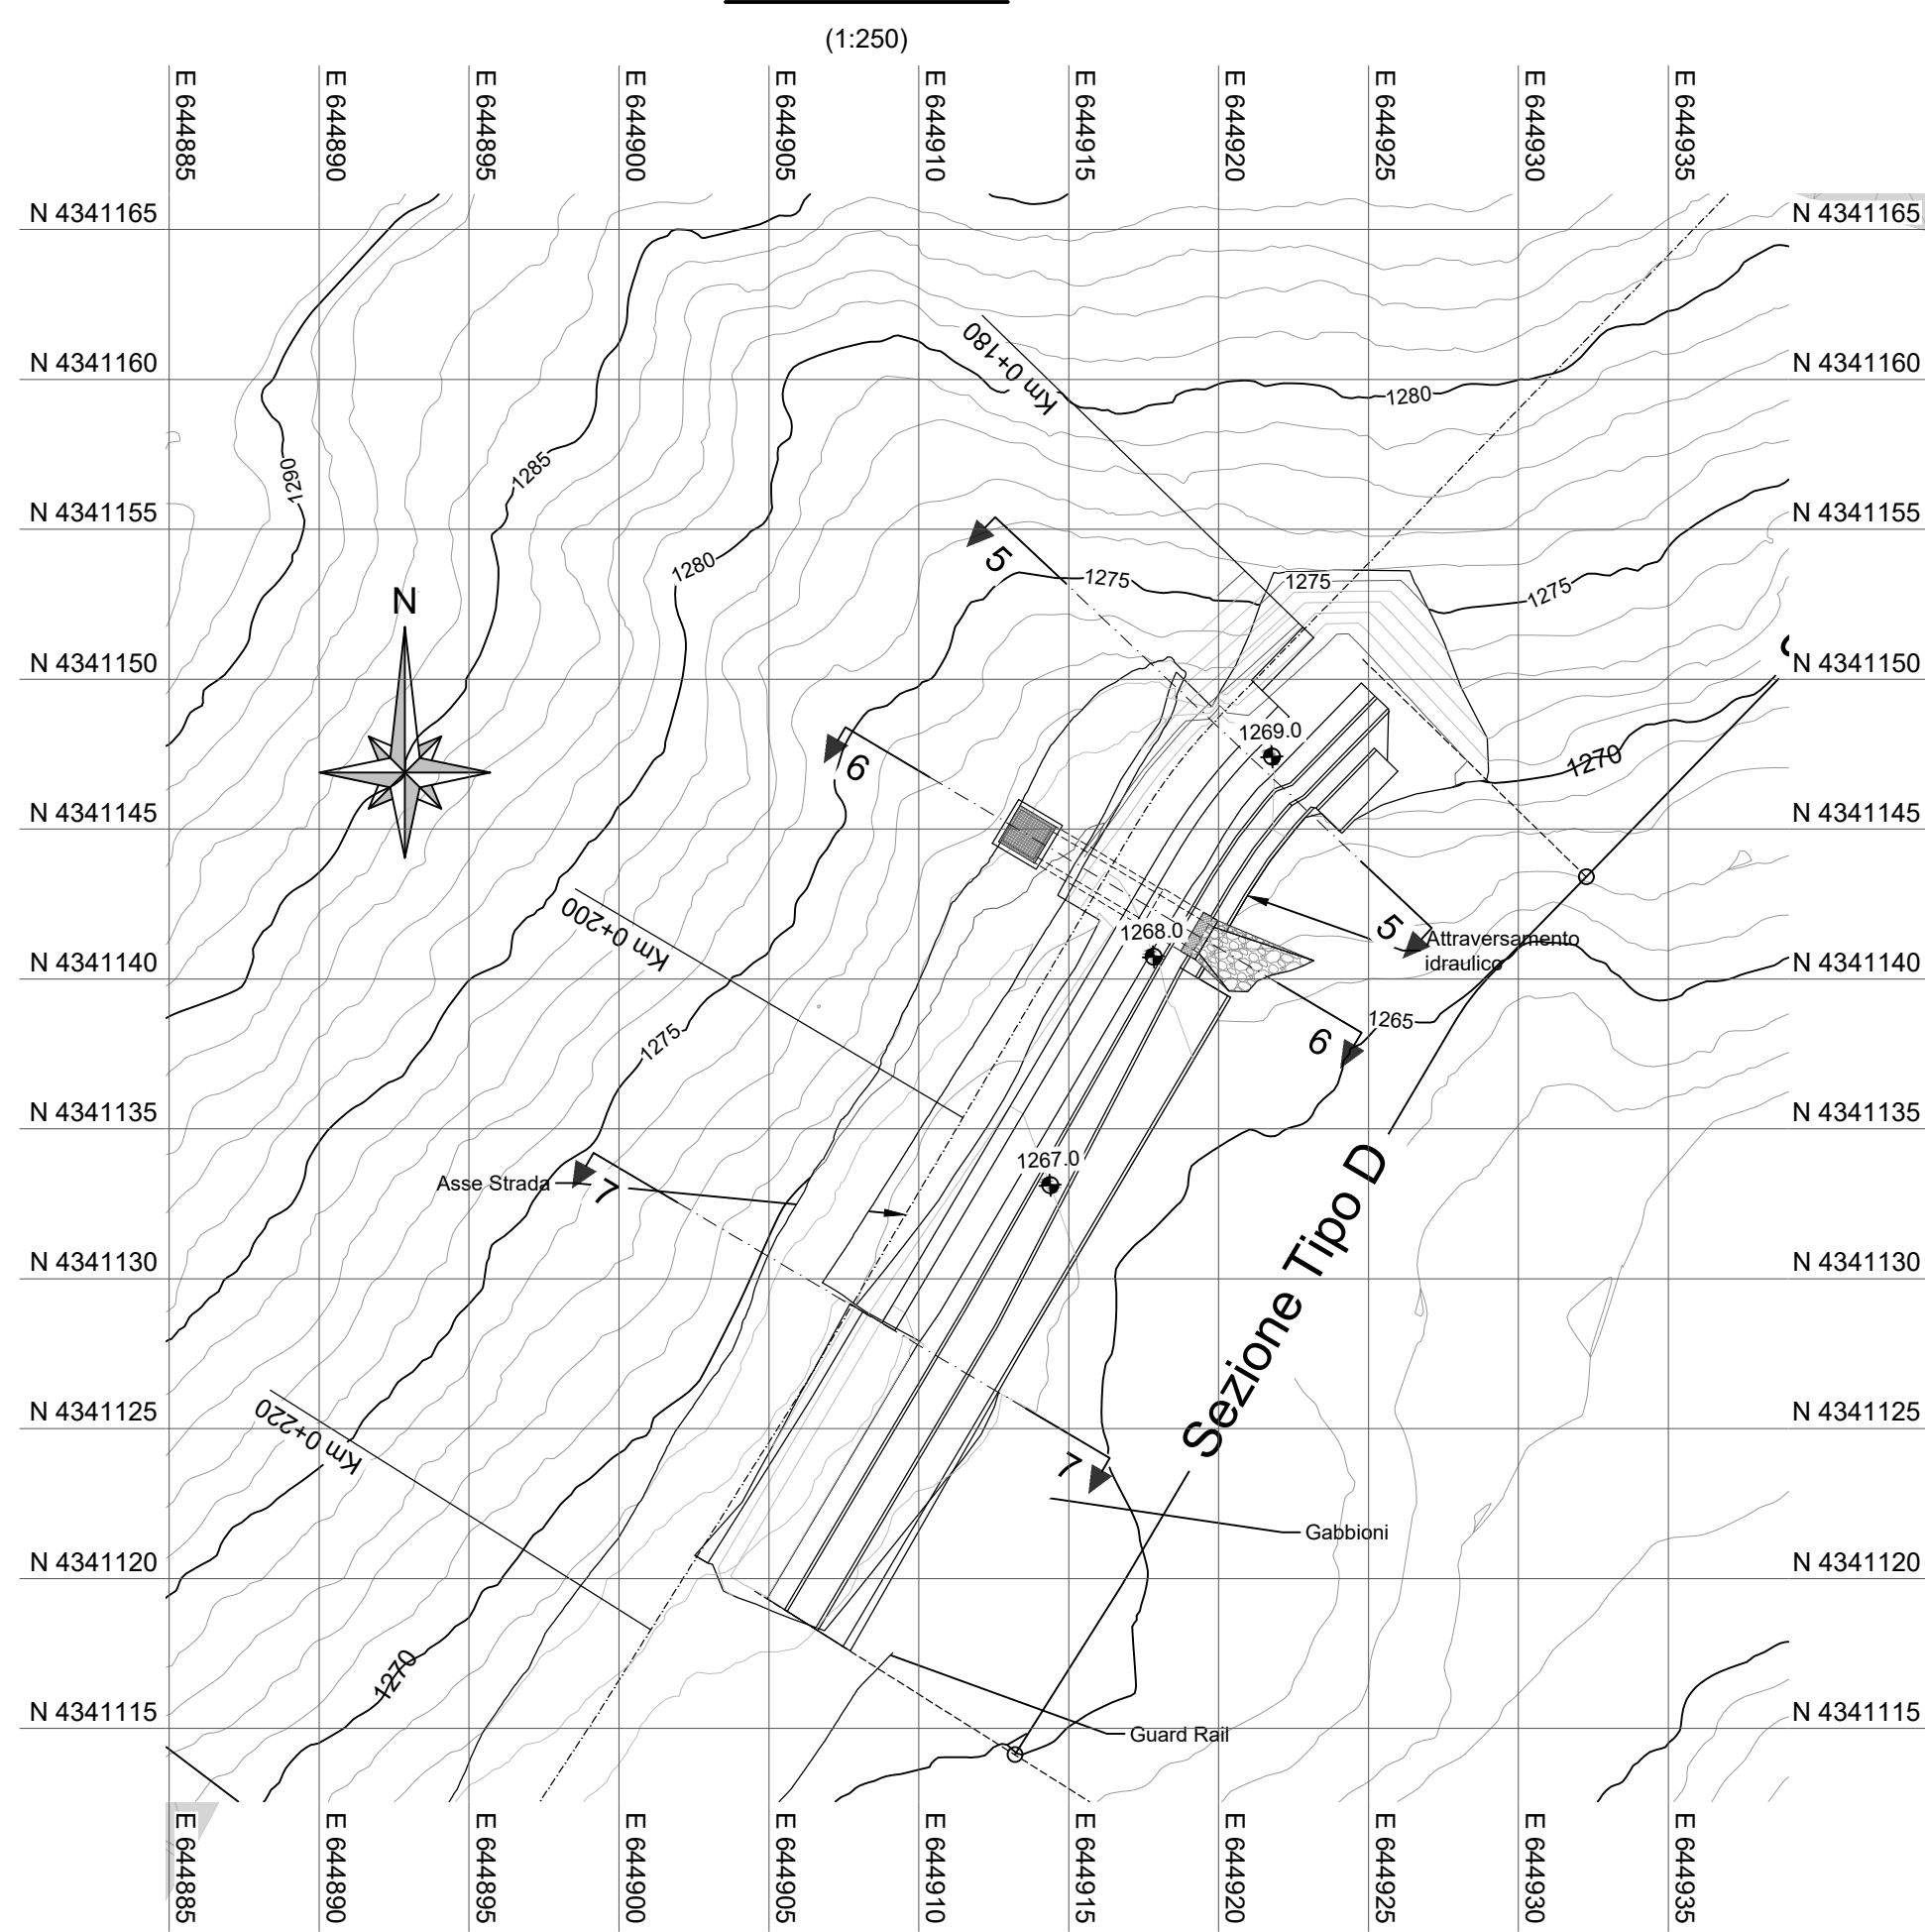 (1:250)
E 644885
E 644890
E 644895
E 644900
E 644905
E 644910
E 644915
E 644920
E 644925
E 644930
E 644935
N 4341165
N 4341165
Km 0+180
N 4341160
N 4341160
1280
1290
1285
N 4341155
N 4341155
5
1280
1275
1275
1275
N
N 4341150
N 4341150
1269.0
6
1270
N 4341145
N 4341145
Km 0+200
1268.0
5
Attraversamento
idraulico
N 4341140
N 4341140
1275
1265
6
N 4341135
N 4341135
1267.0
Asse Strada
7
Sezione Tipo D
N 4341130
N 4341130
N 4341125
N 4341125
Km 0+220
7
Gabbioni
N 4341120
N 4341120
1270
N 4341115
N 4341115
Guard Rail
E 644885
E 644890
E 644895
E 644900
E 644905
E 644910
E 644915
E 644920
E 644925
E 644930
E 644935